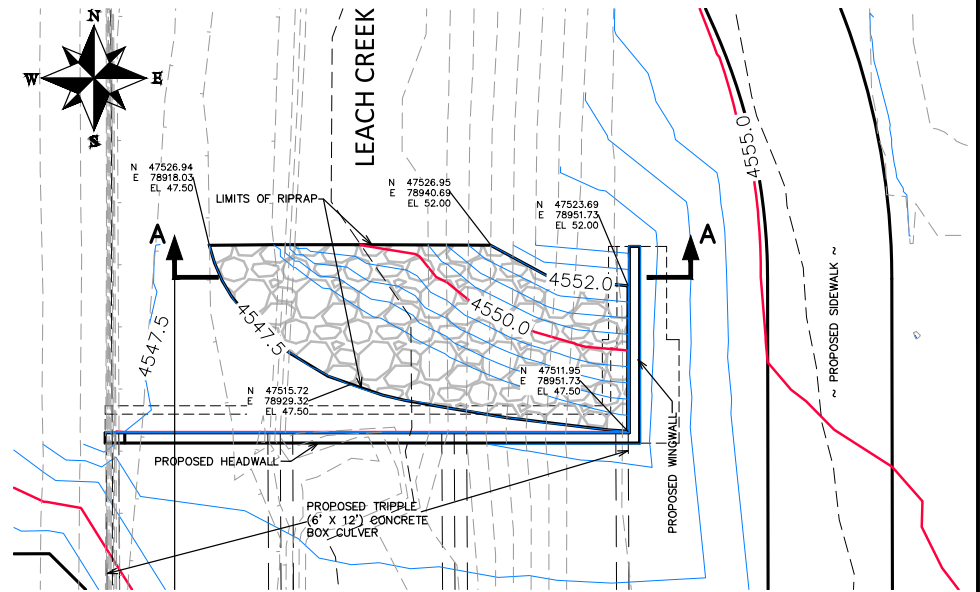 N
W E
S
LEACH CREEK
N 47526.94
E 78918.03
EL 47.50
LIMITS OF RIPRAP
N 47526.95
E 78940.69
EL 52.00
N 47523.69
E 78951.73
EL 52.00
A
A
4555.0
4552.0
4550.0
4547.5
4547.5
N 47515.72
E 78929.32
EL 47.50
N 47511.95
E 78951.73
EL 47.50
PROPOSED HEADWALL
PROPOSED WINGWALL
~ PROPOSED SIDEWALK ~
PROPOSED TRIPPLE
(6' X 12') CONCRETE
BOX CULVER